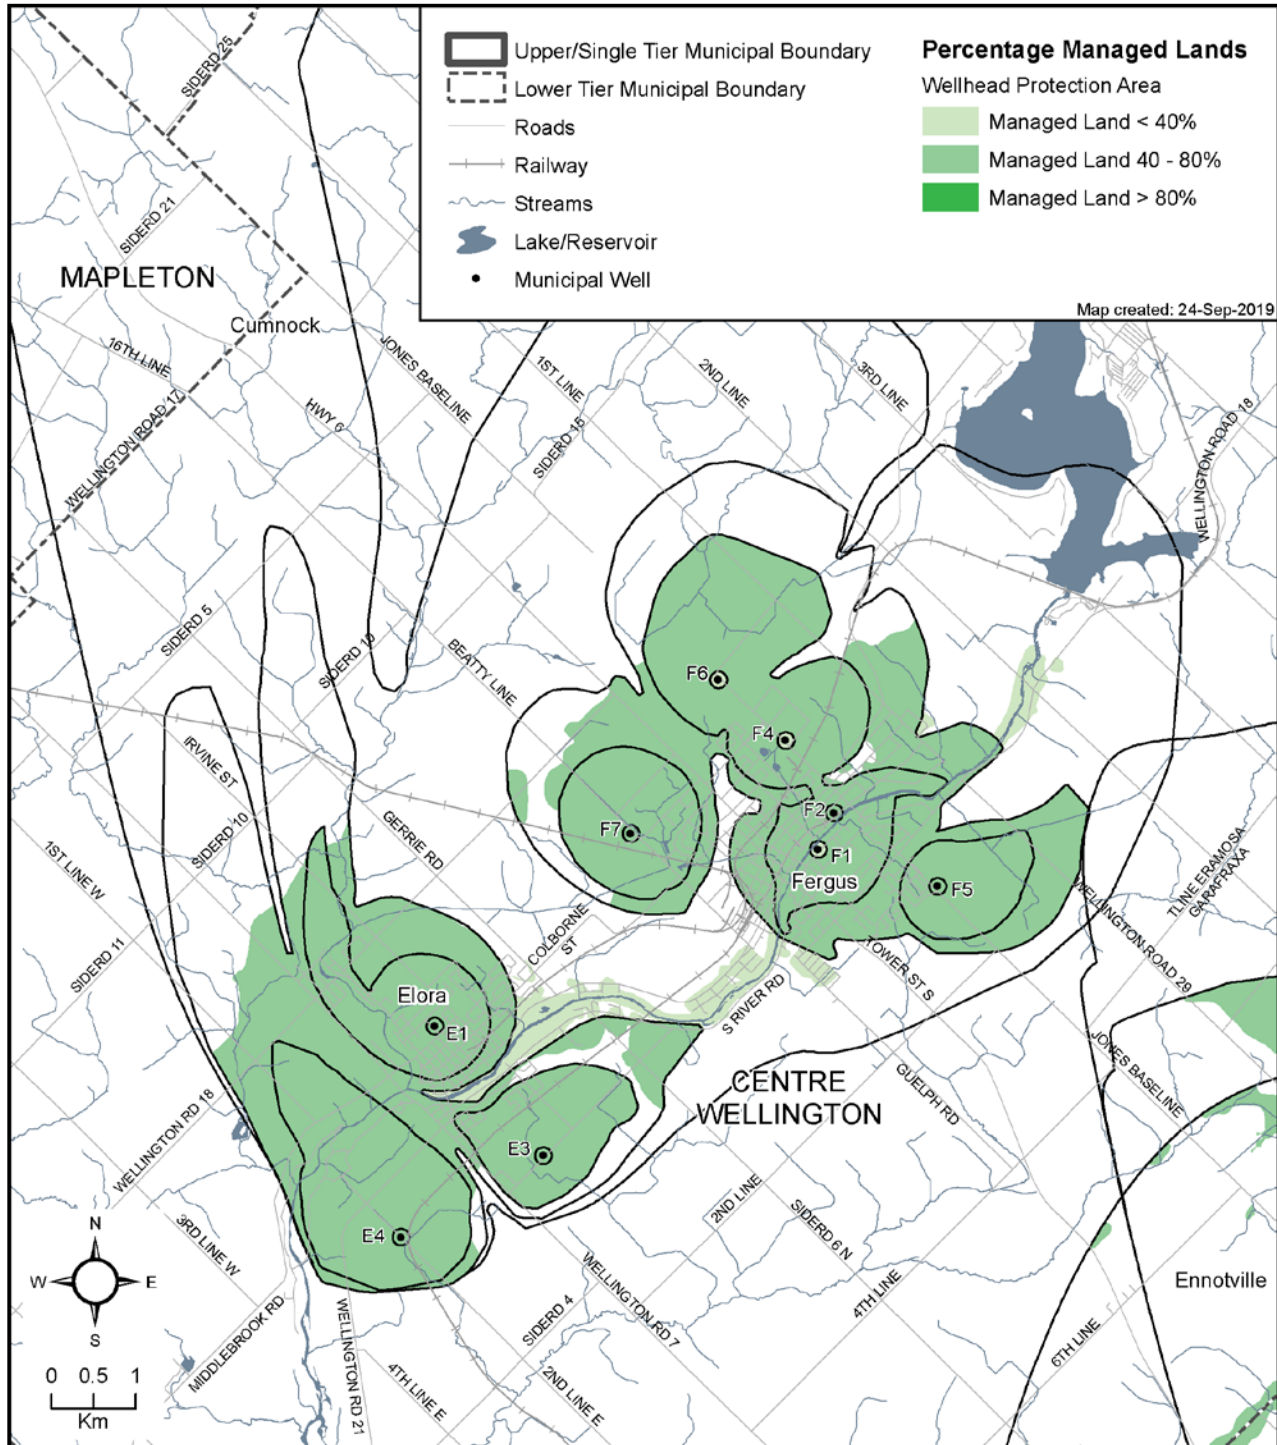 Upper/Single Tier Municipal Boundary
Lower Tier Municipal Boundary
Roads
Railway
Streams
Lake/Reservoir
Municipal Well
Percentage Managed Lands
Wellhead Protection Area
Managed Land < 40%
Managed Land 40 - 80%
Managed Land > 80%
Map created: 24-Sep-2019
SIDERD 25
SIDERD 21
MAPLETON
Cumnock
16TH LINE
WELLINGTON ROAD 17
HWY 6
JONES BASELINE
1ST LINE
2ND LINE
3RD LINE
SIDERD 15
WELLINGTON ROAD 18
SIDERD 5
SIDERD 10
BEATTY LINE
F6
F4
IRVINE ST
GERRIE RD
F7
F2
F1
Fergus
F5
SIDERD 10
1ST LINE W
SIDERD 11
COLBORNE
ST
TOWER ST S
WELLINGTON ROAD 29
TLINE ERAMOSA
GARAFRAXA
Elora
E1
S RIVER RD
GUELPH RD
JONES BASELINE
CENTRE
WELLINGTON
WELLINGTON RD 18
E3
3RD LINE W
E4
2ND LINE
SIDERD 6 N
4TH LINE
Ennotville
WELLINGTON RD 7
SIDERD 4
6TH LINE
MIDDLEBROOK RD
WELLINGTON RD 21
4TH LINE E
2ND LINE E
N
W E
S
0 0.5 1
Km